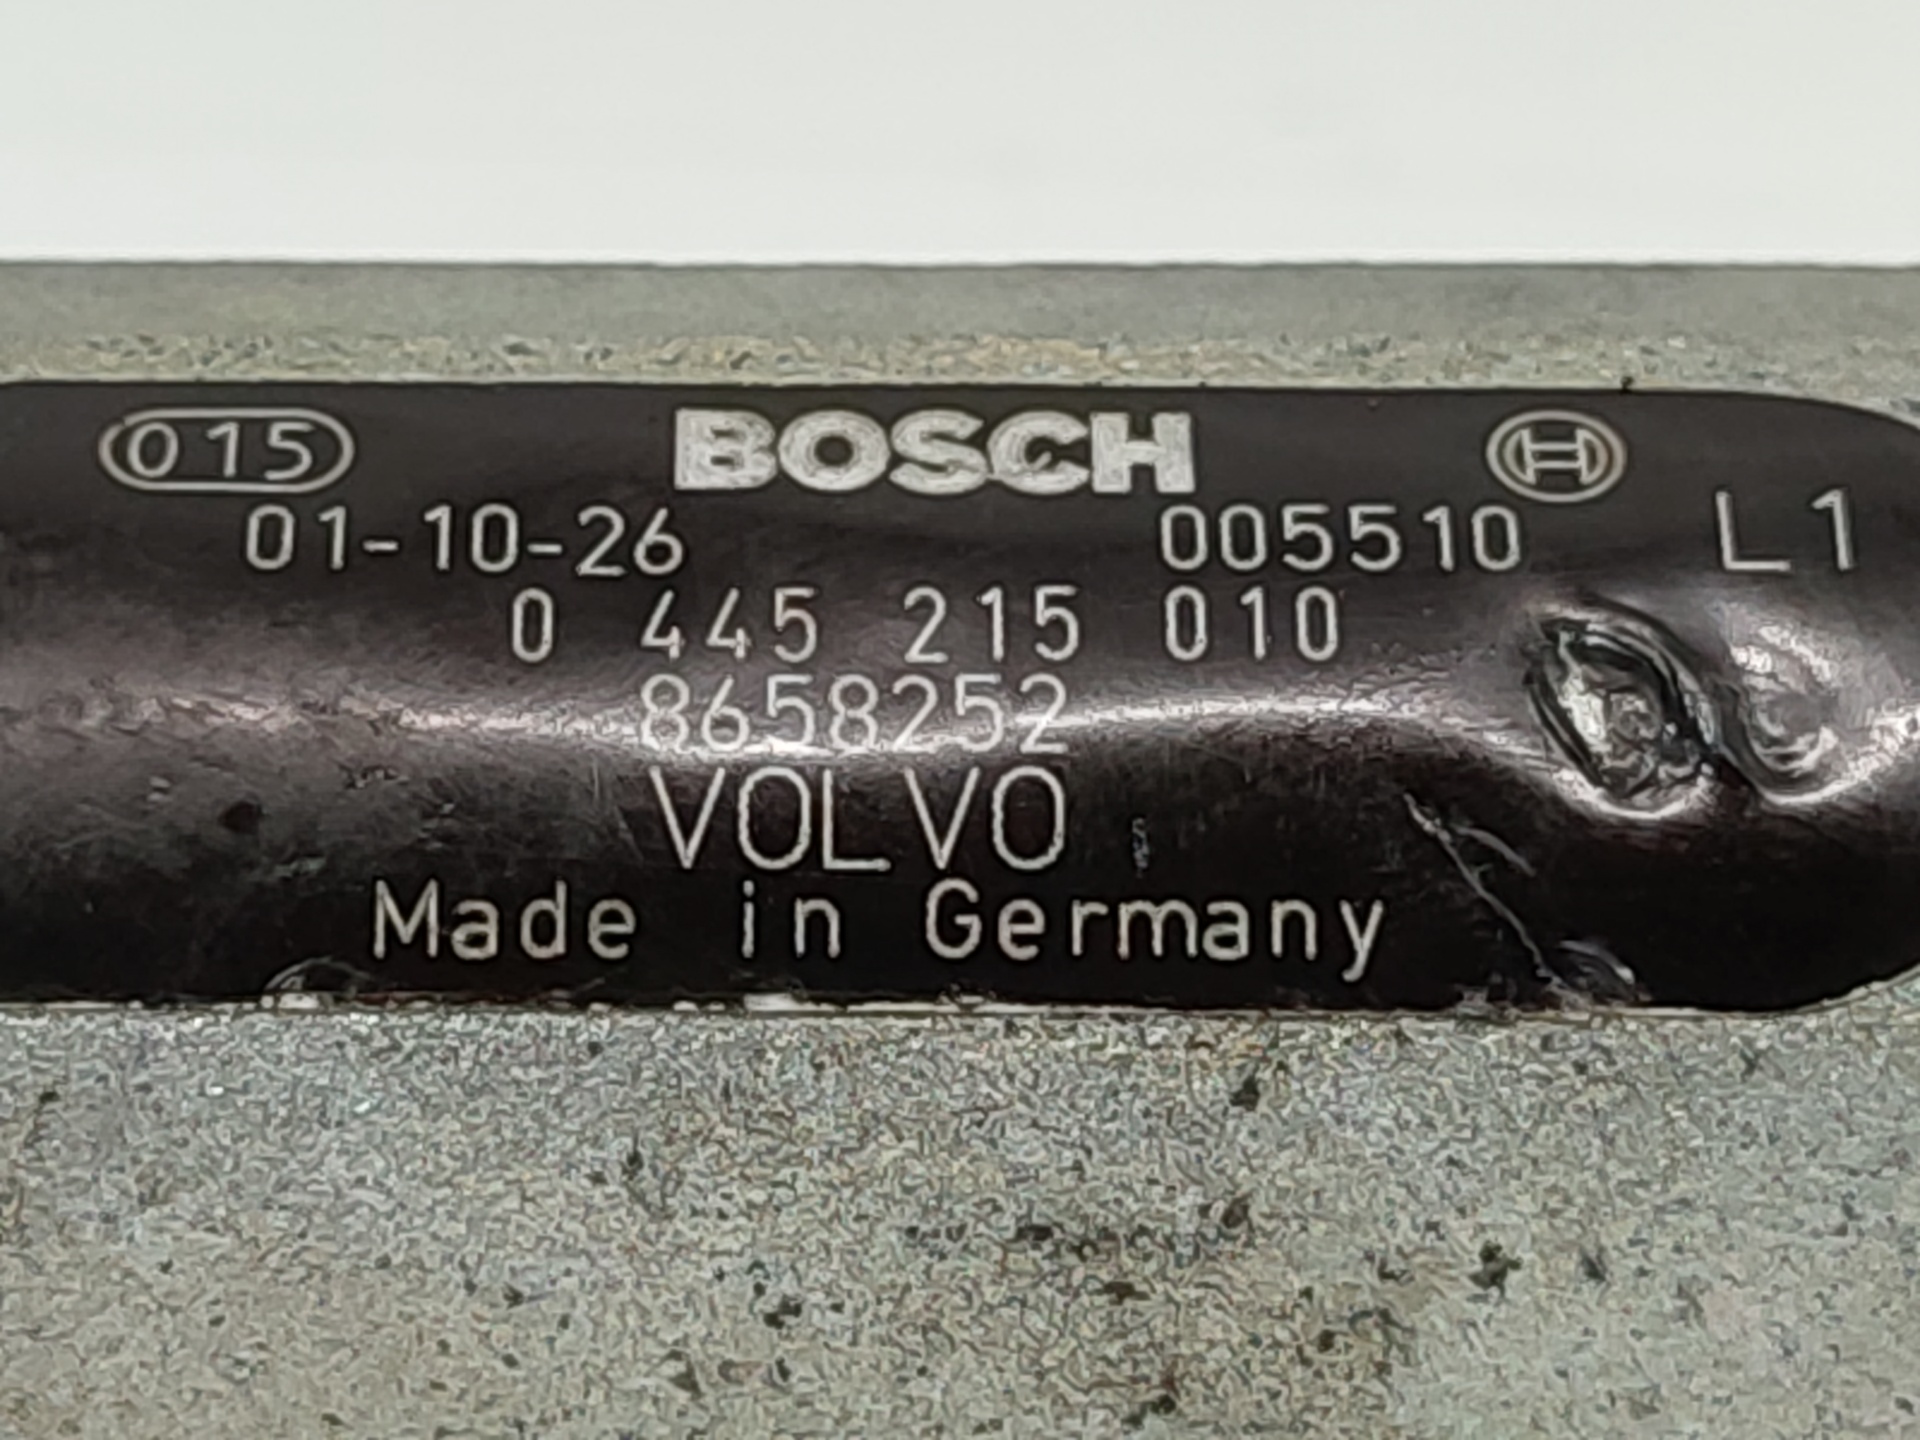 015 BOSCH
01-10-26 005510 L1
0 445 215 010
8658252
VOLVO
Made in Germany